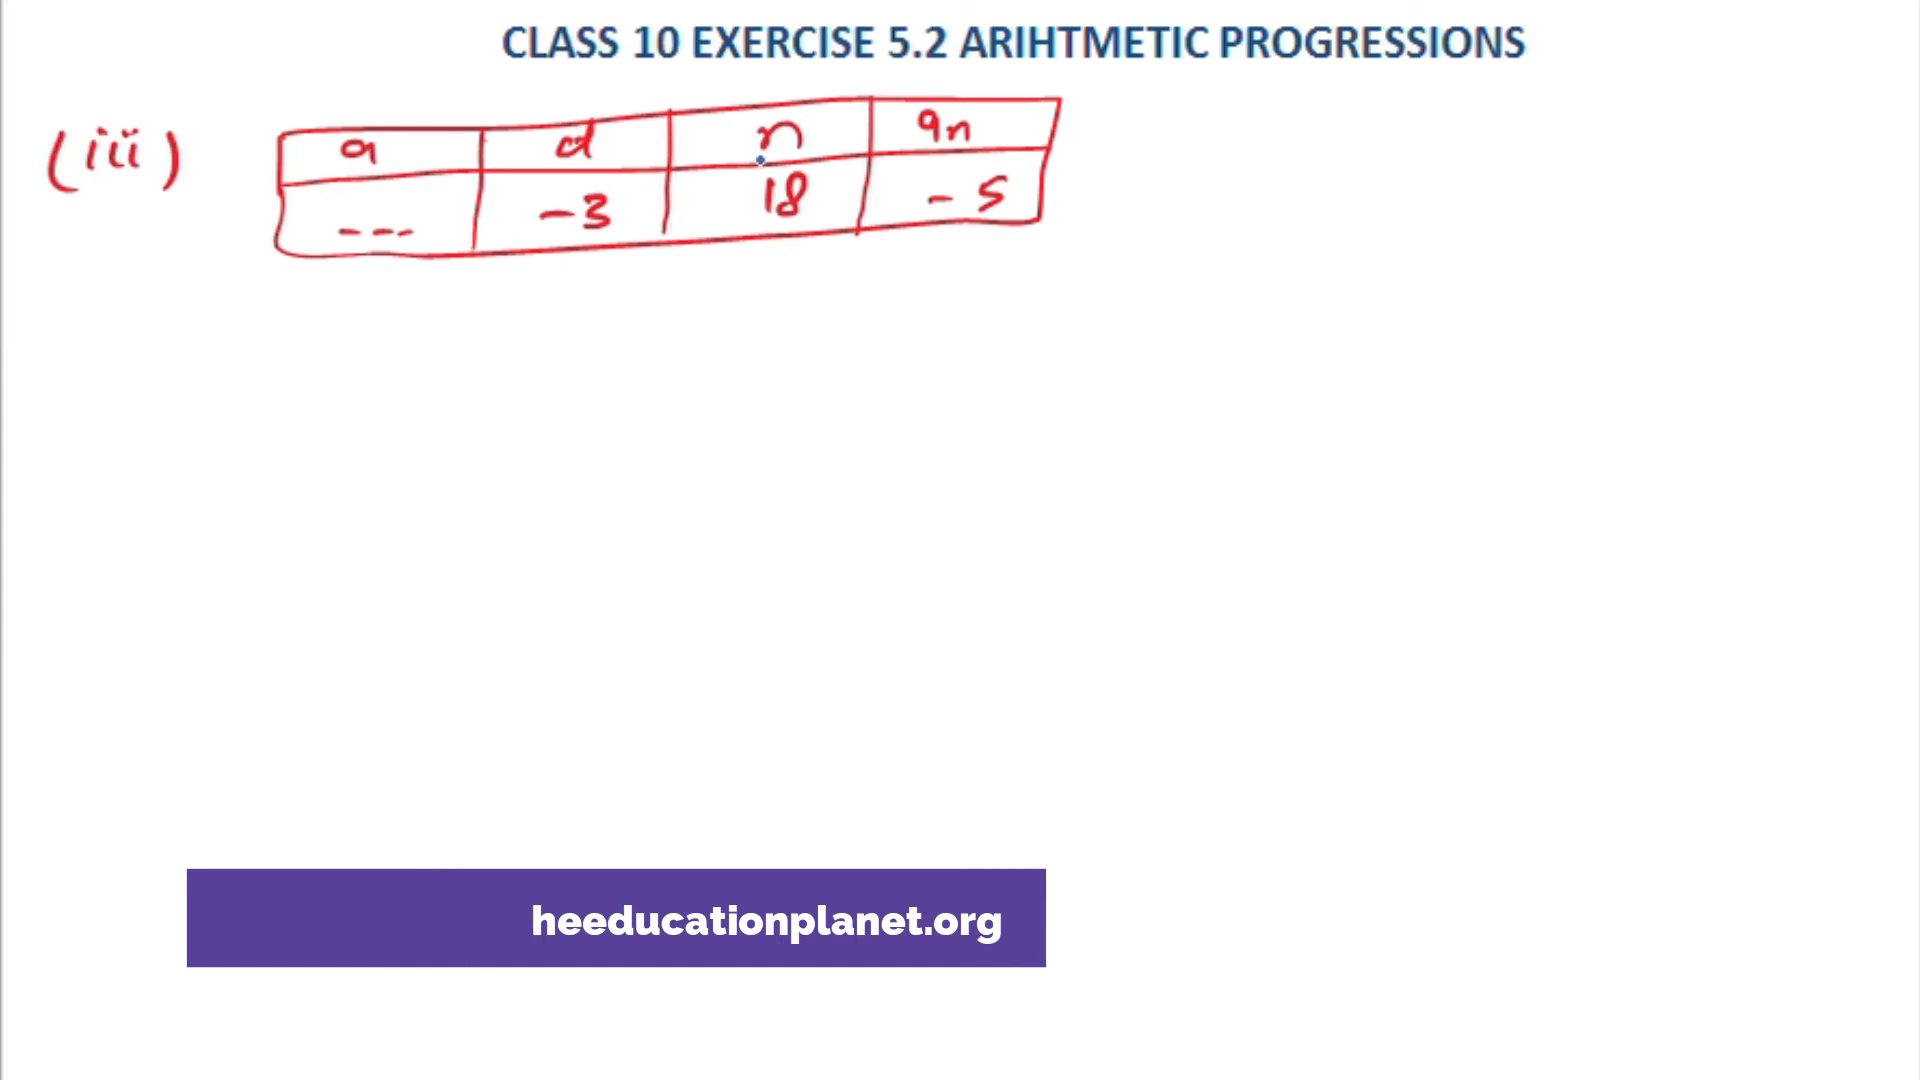 CLASS 10 EXERCISE 5.2 ARIHTMETIC PROGRESSIONS
(iii) a d n an
--- -3 18 -5
heeducationplanet.org